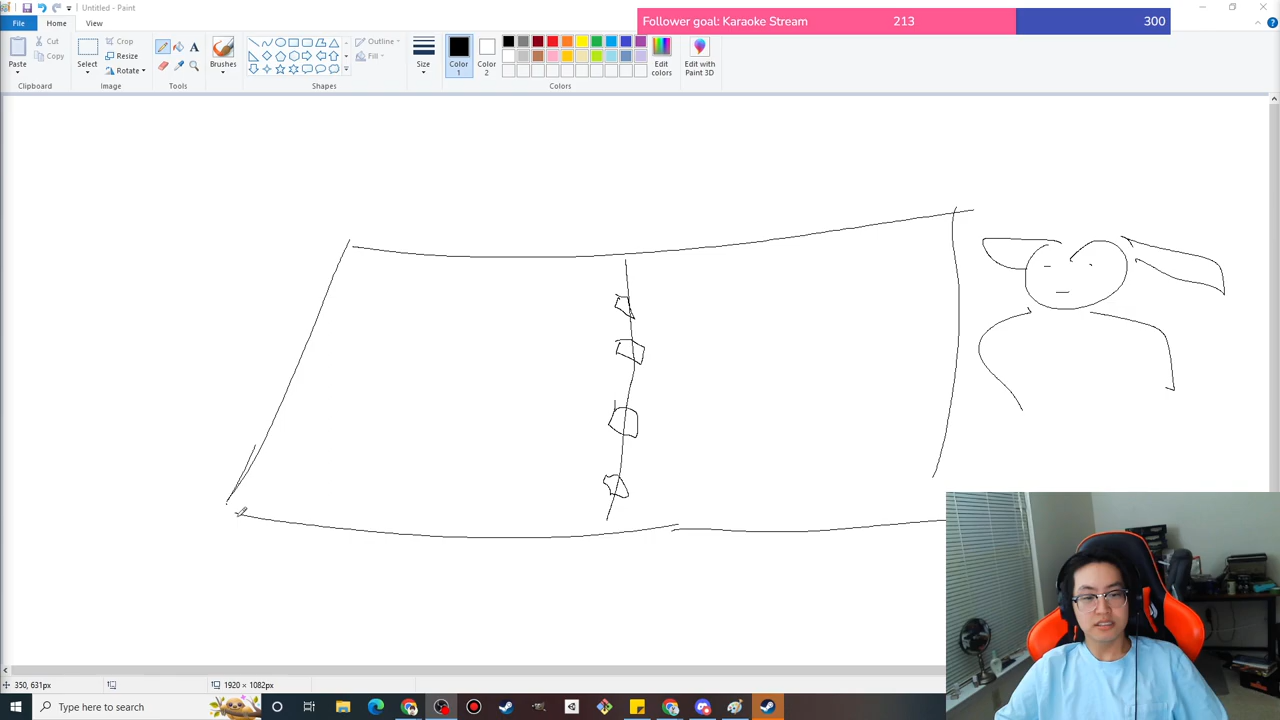 Untitled - Paint
Follower goal: Karaoke Stream 213 300
File Home View
Paste
Cut
Copy
Clipboard
Select
Crop
Resize
Rotate
Image
A
Tools
Brushes
Outline
Fill
Shapes
Size
Color 1
Color 2
Edit colors
Colors
Edit with Paint 3D
350, 631px
1920 × 1082px
Type here to search